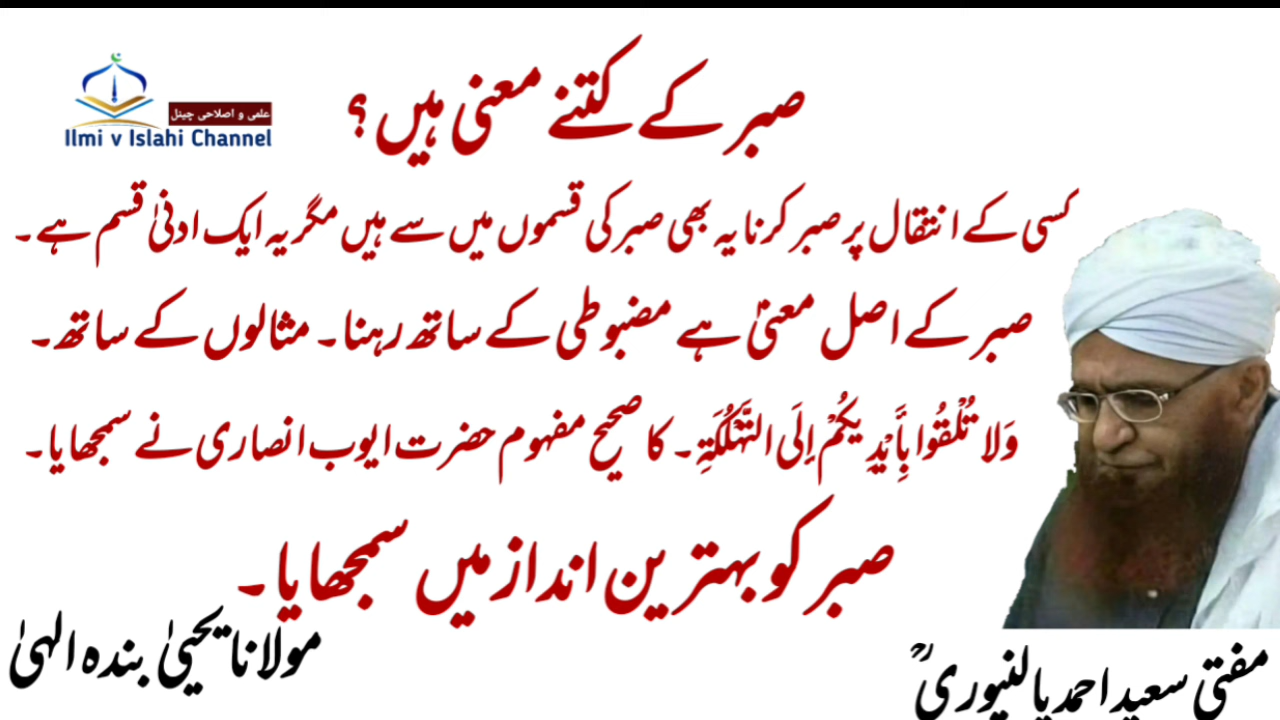 صبر کے کتنے معنی ہیں ؟
علمی و اصلاحی چینل
Ilmi v Islahi Channel
کسی کے انتقال پر صبر کرنا یہ بھی صبر کی قسموں میں سے ہیں مگر یہ ایک ادنیٰ قسم ہے۔
صبر کے اصل معنیٰ ہے مضبوطی کے ساتھ رہنا۔ مثالوں کے ساتھ۔
وَلا تُلْقُوا بِأَيْدِيكُمْ إِلَى التَّهْلُكَةِ۔ کا صحیح مفہوم حضرت ایوب انصاری نے سمجھایا۔
صبر کو بہترین انداز میں سمجھایا۔
مولانا یحییٰ بندہ الہیٰ
مفتی سعید احمد پالنپوریؒ